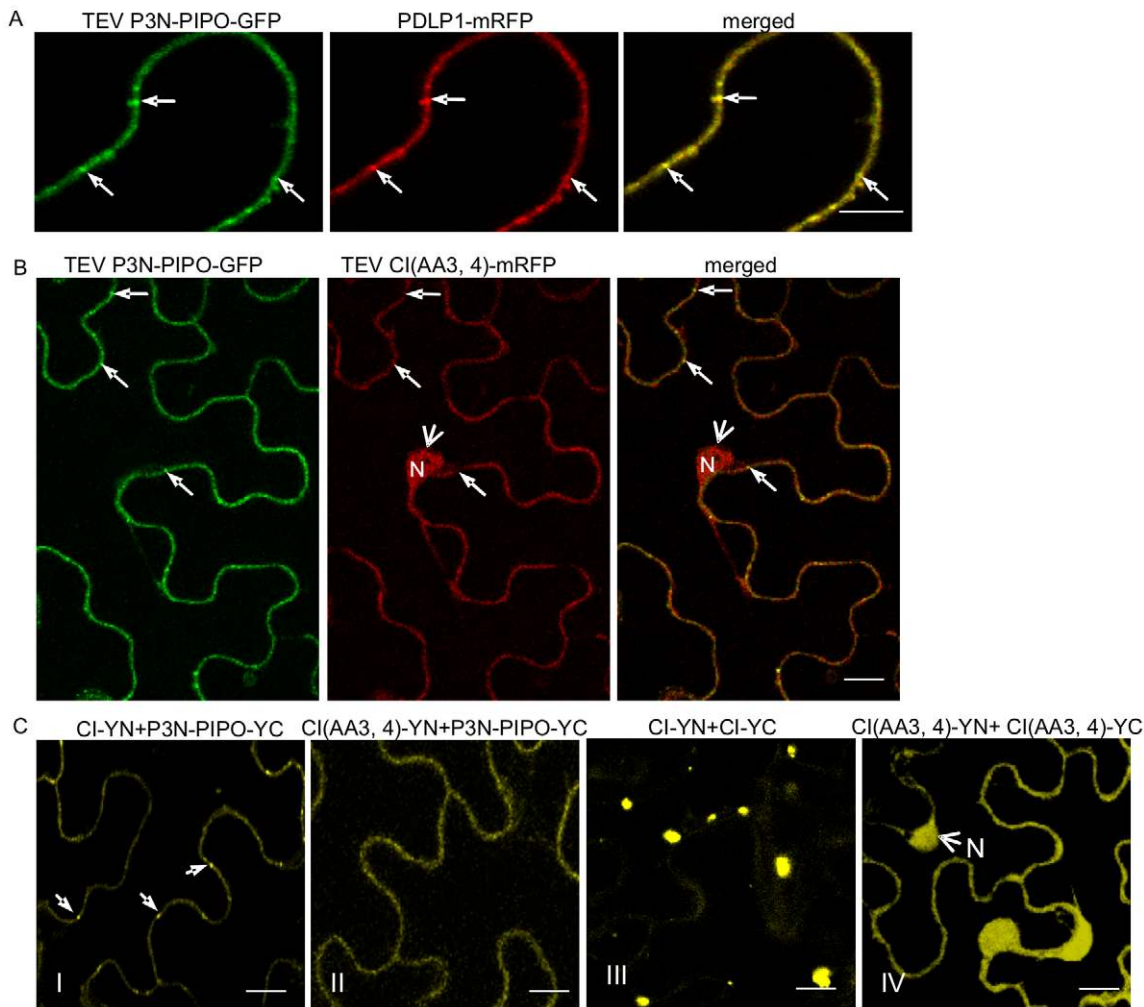 A
TEV P3N-PIPO-GFP PDLP1-mRFP merged
B
TEV P3N-PIPO-GFP TEV CI(AA3, 4)-mRFP merged
N N
C
CI-YN+P3N-PIPO-YC CI(AA3, 4)-YN+P3N-PIPO-YC CI-YN+CI-YC CI(AA3, 4)-YN+ CI(AA3, 4)-YC
N
I II III IV